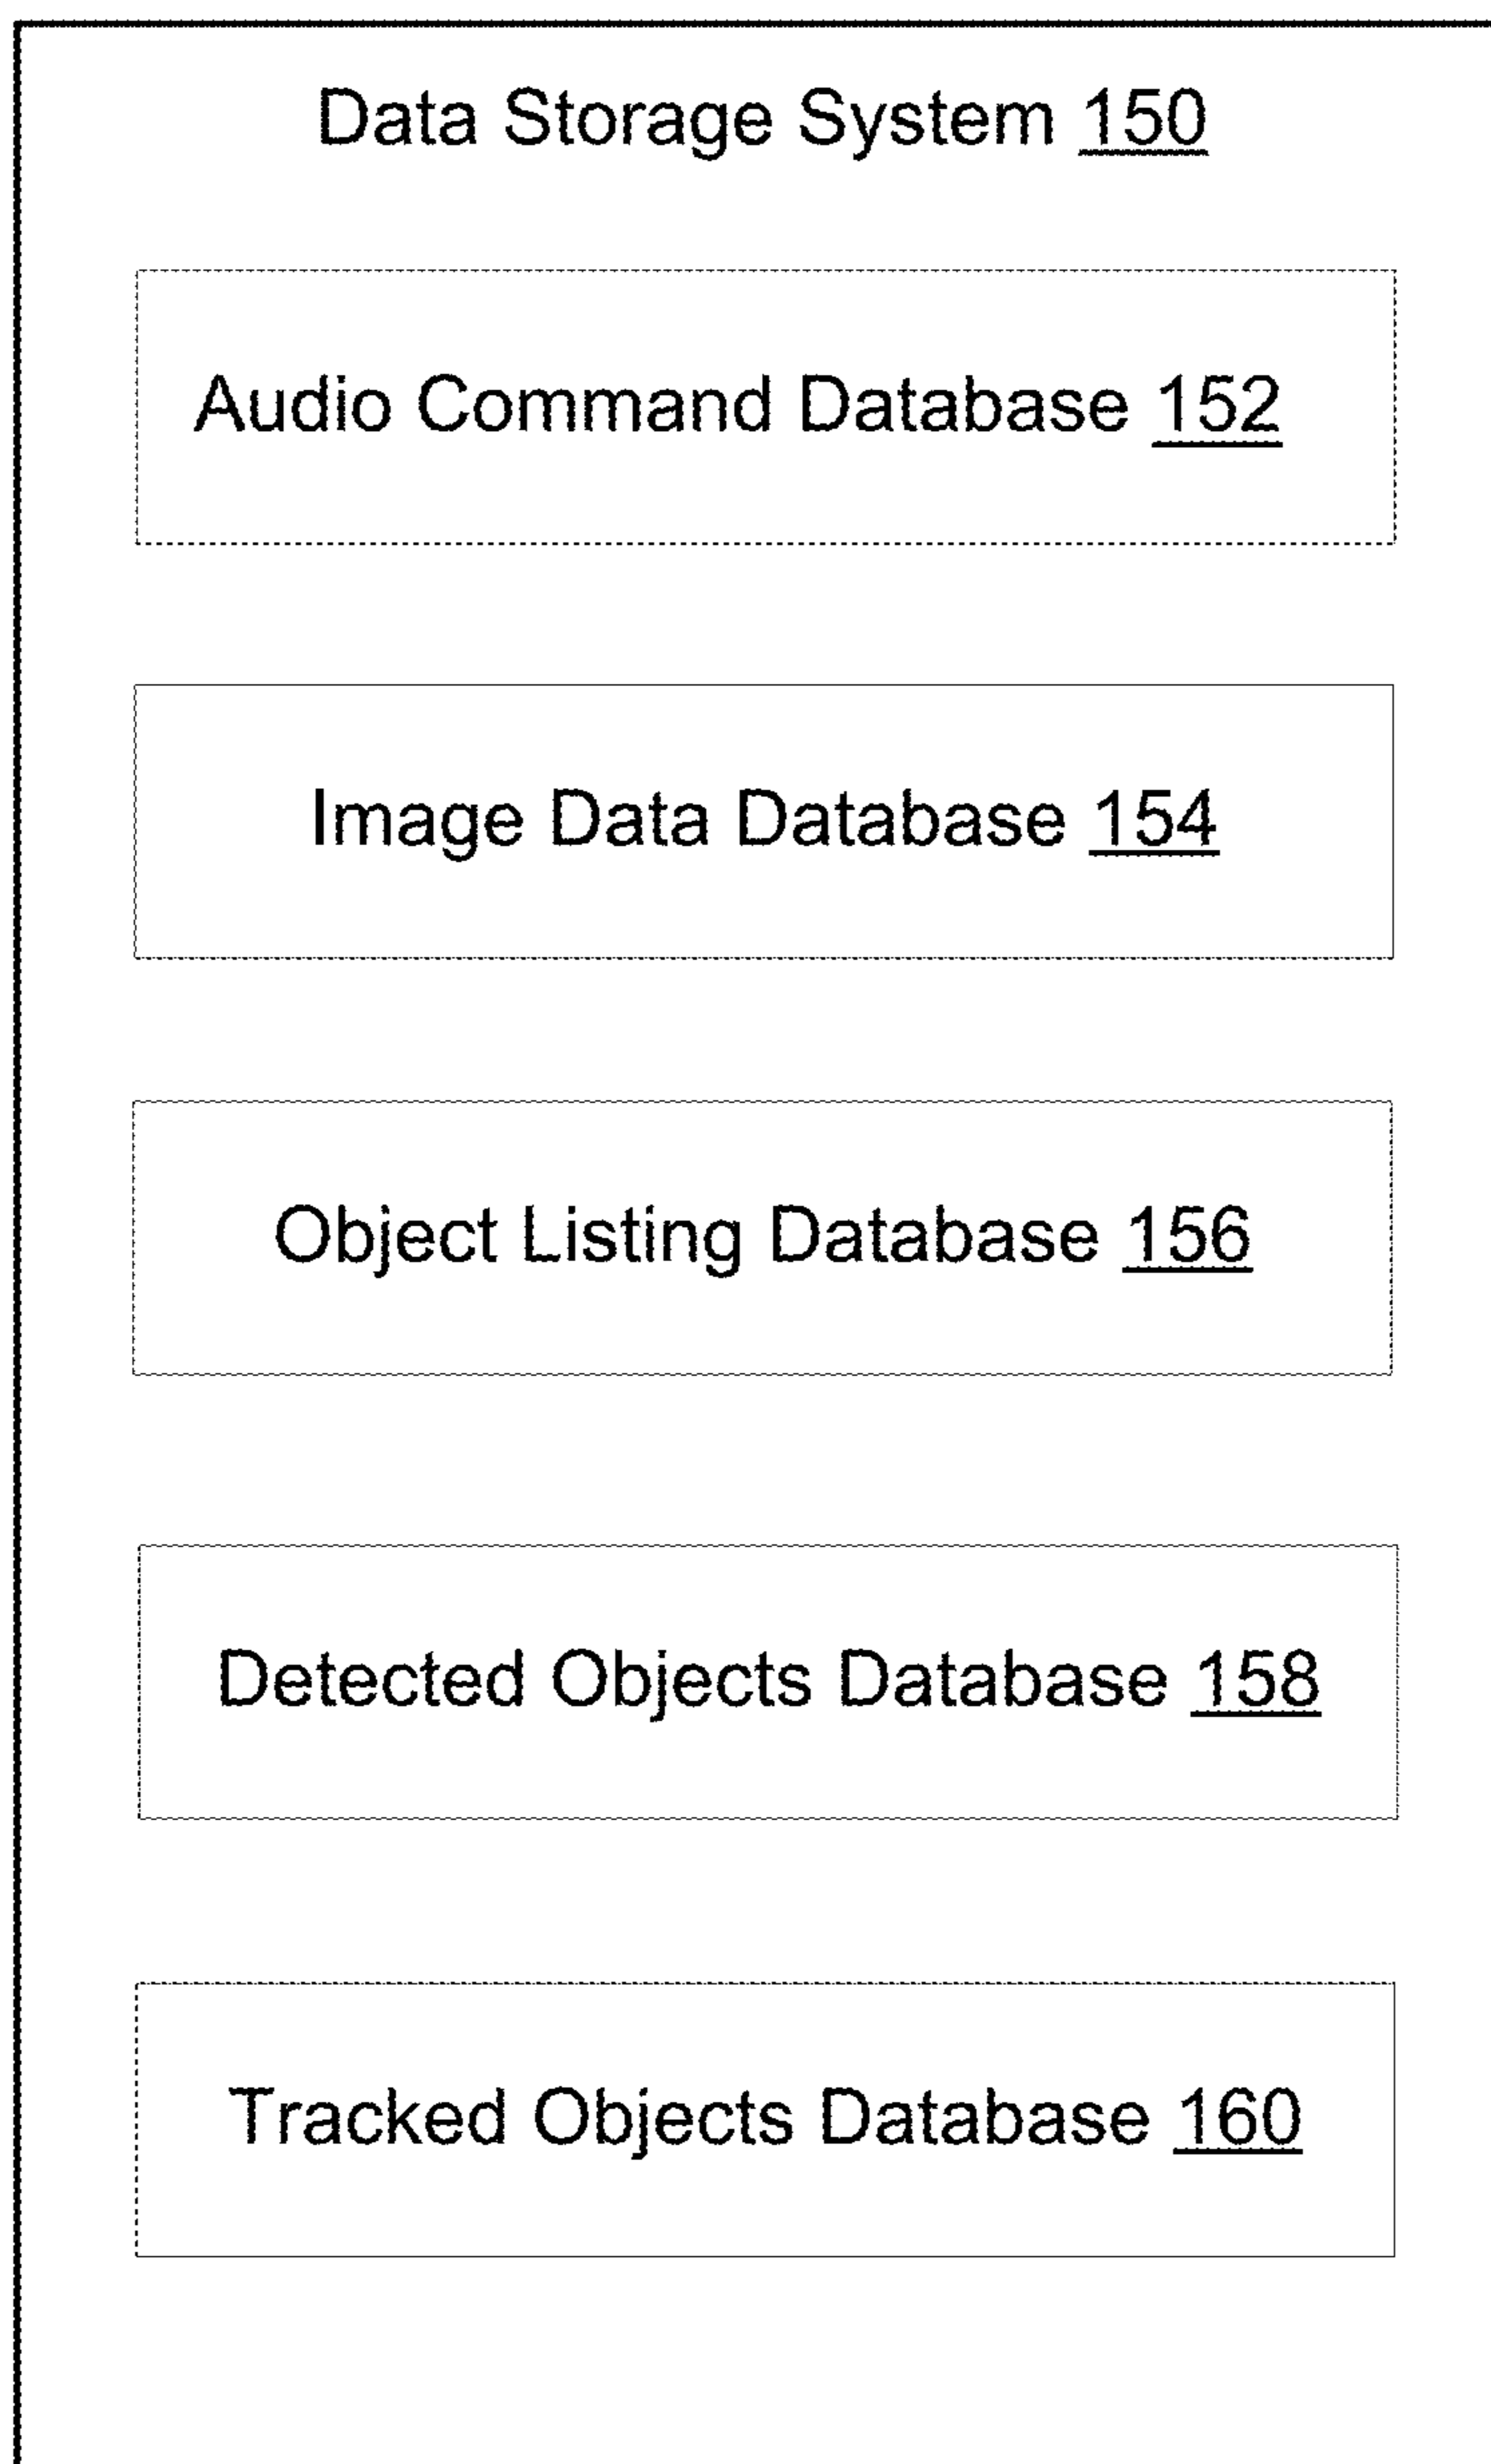 Data Storage System 150
Audio Command Database 152
Image Data Database 154
Object Listing Database 156
Detected Objects Database 158
Tracked Objects Database 160